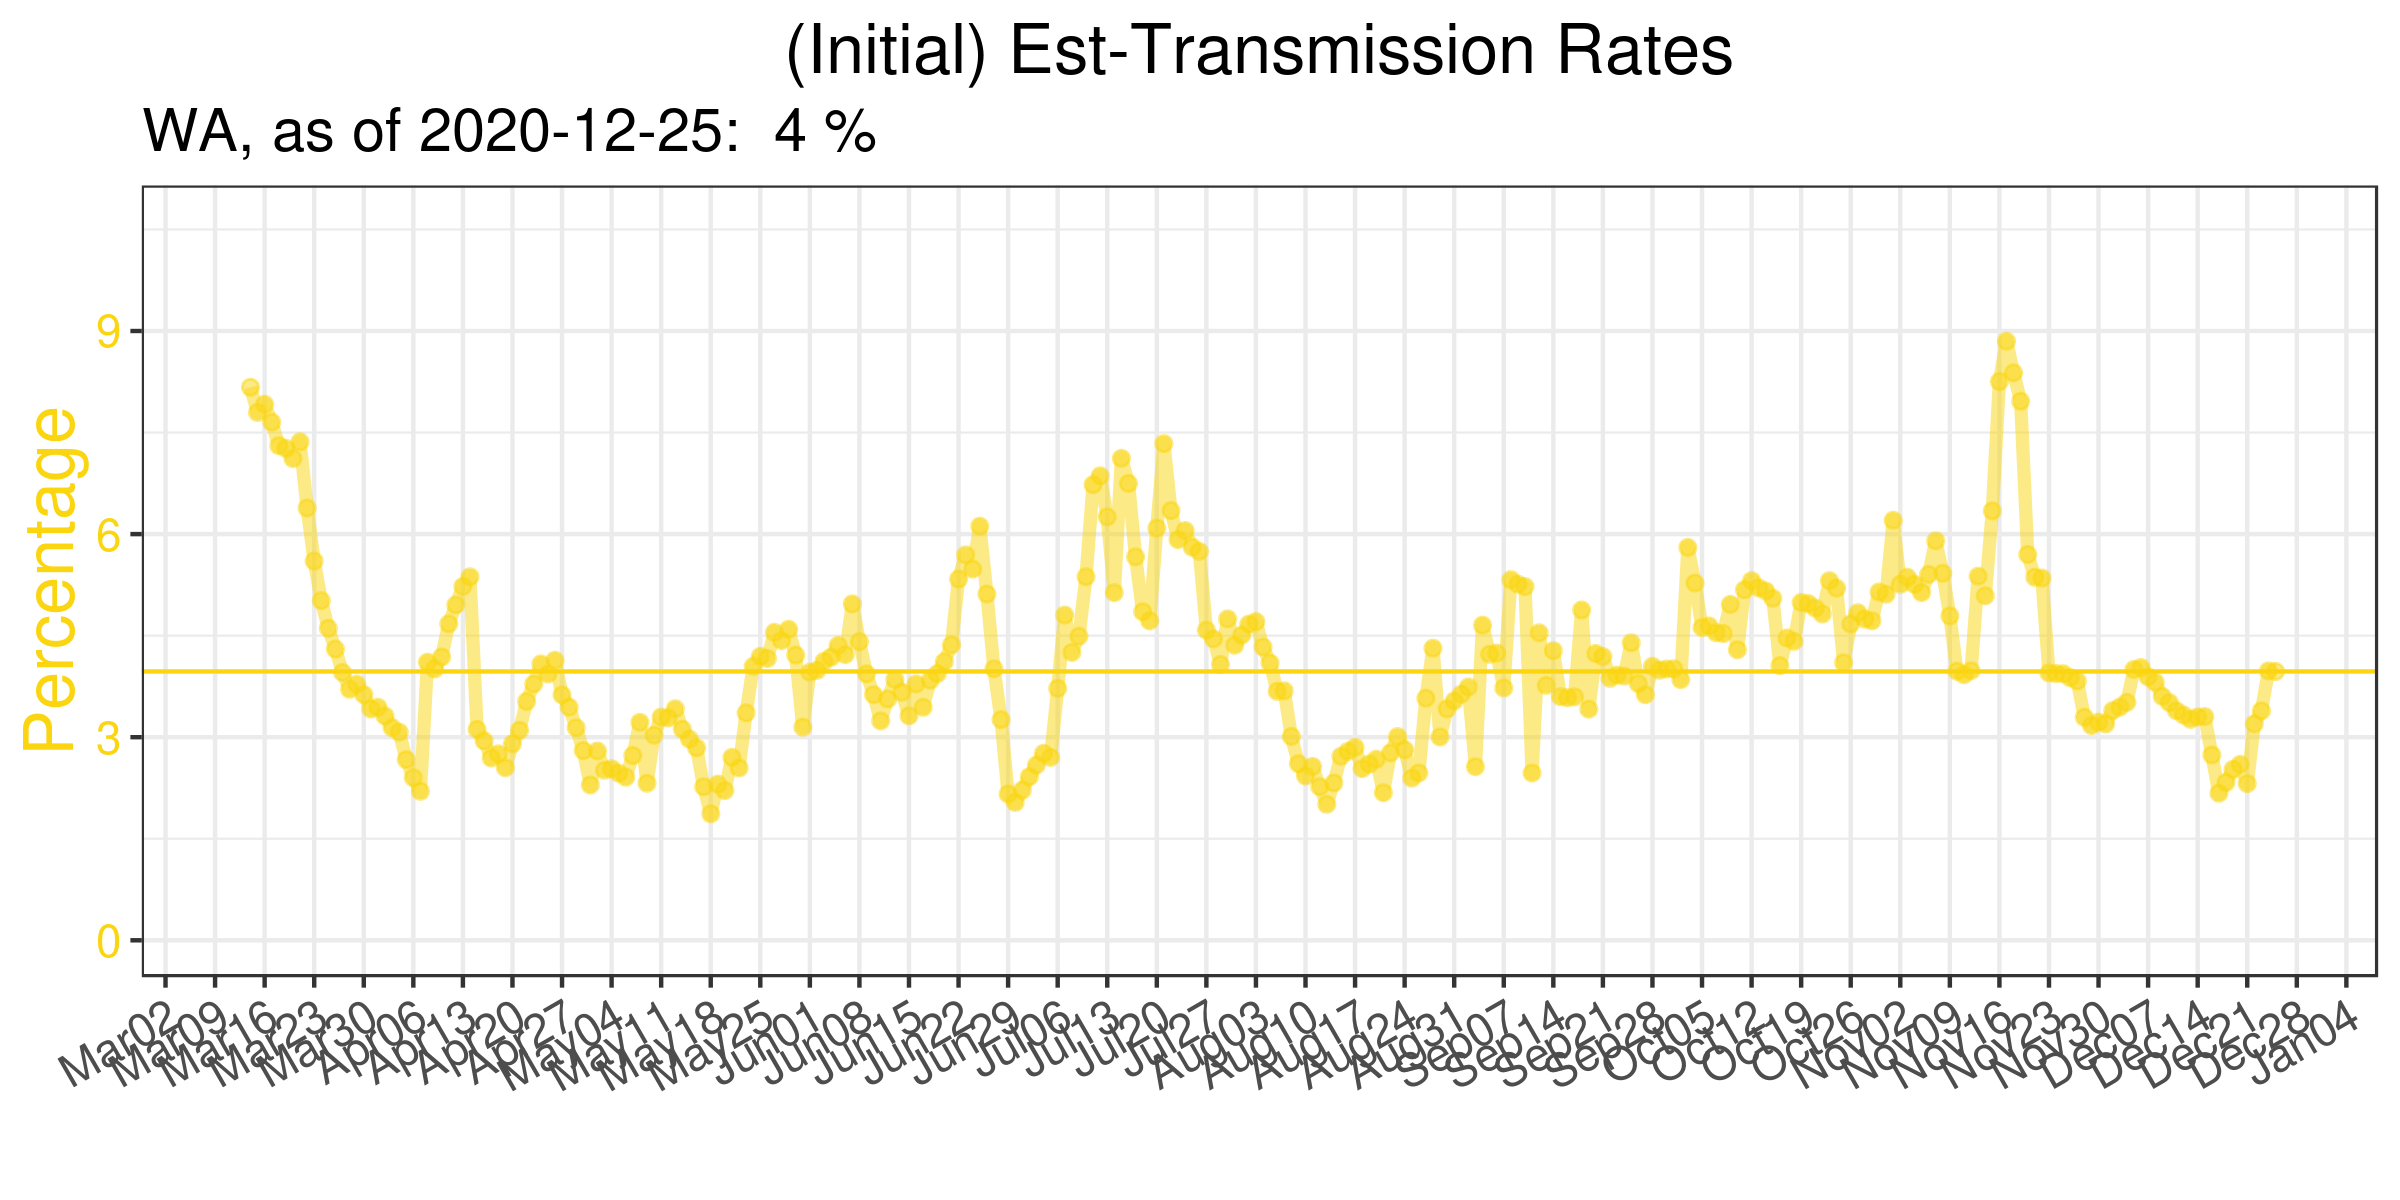 (Initial) Est-Transmission Rates
WA, as of 2020-12-25:  4 %
Percentage
9
6
3
0
Mar02
Mar09
Mar16
Mar23
Mar30
Apr06
Apr13
Apr20
Apr27
May04
May11
May18
May25
Jun01
Jun08
Jun15
Jun22
Jun29
Jul06
Jul13
Jul20
Jul27
Aug03
Aug10
Aug17
Aug24
Aug31
Sep07
Sep14
Sep21
Sep28
Oct05
Oct12
Oct19
Oct26
Nov02
Nov09
Nov16
Nov23
Nov30
Dec07
Dec14
Dec21
Dec28
Jan04